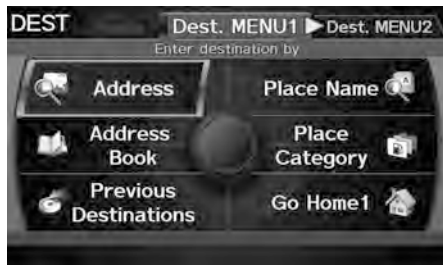 DEST
Dest. MENU1
Dest. MENU2
Enter destination by
Address
Place Name
Address
Book
Place
Category
Previous
Destinations
Go Home1